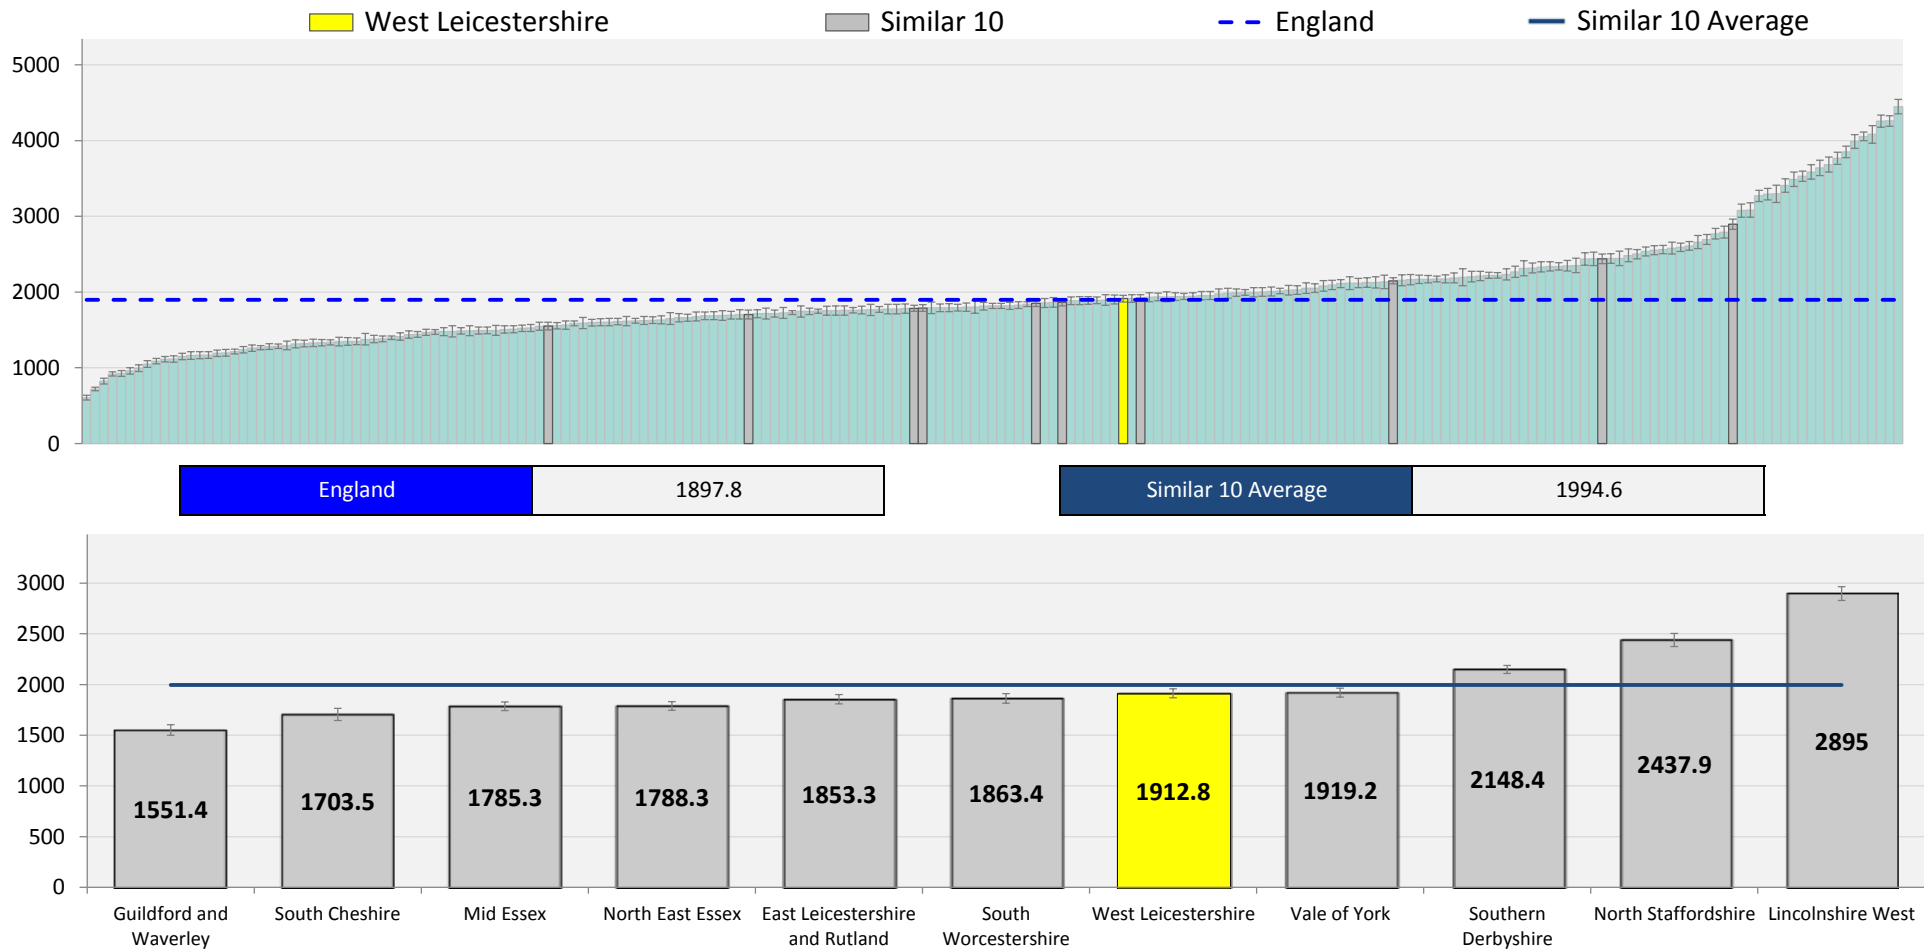 West Leicestershire
Similar 10
England
Similar 10 Average
5000
4000
3000
2000
1000
0
England
1897.8
Similar 10 Average
1994.6
3000
2500
2000
1500
1000
500
0
1551.4
1703.5
1785.3
1788.3
1853.3
1863.4
1912.8
1919.2
2148.4
2437.9
2895
Guildford and
Waverley
South Cheshire
Mid Essex
North East Essex
East Leicestershire
and Rutland
South
Worcestershire
West Leicestershire
Vale of York
Southern
Derbyshire
North Staffordshire
Lincolnshire West